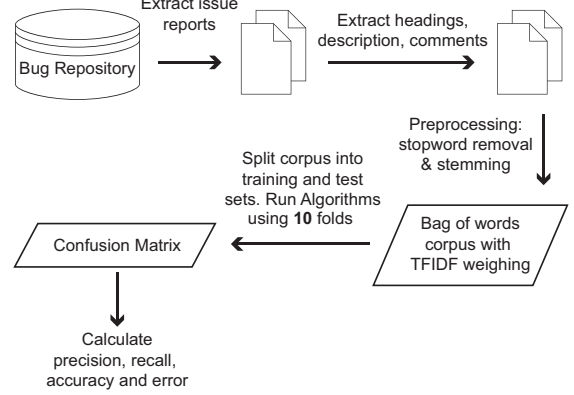 Extract issue
reports
Extract headings,
description, comments
Bug Repository
Preprocessing:
stopword removal
& stemming
Split corpus into
training and test
sets. Run Algorithms
using 10 folds
Bag of words
corpus with
TFIDF weighing
Confusion Matrix
Calculate
precision, recall,
accuracy and error